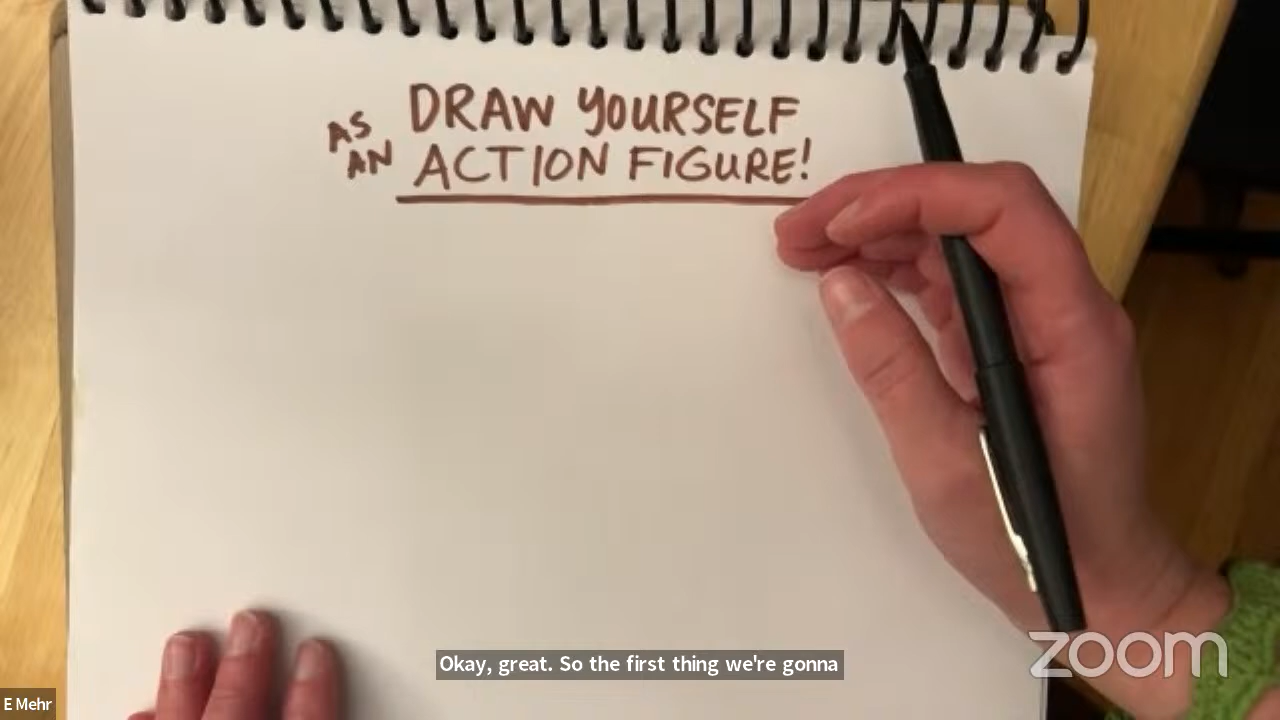 DRAW YOURSELF
AS
AN ACTION FIGURE!
Okay, great. So the first thing we're gonna
zoom
E Mehr